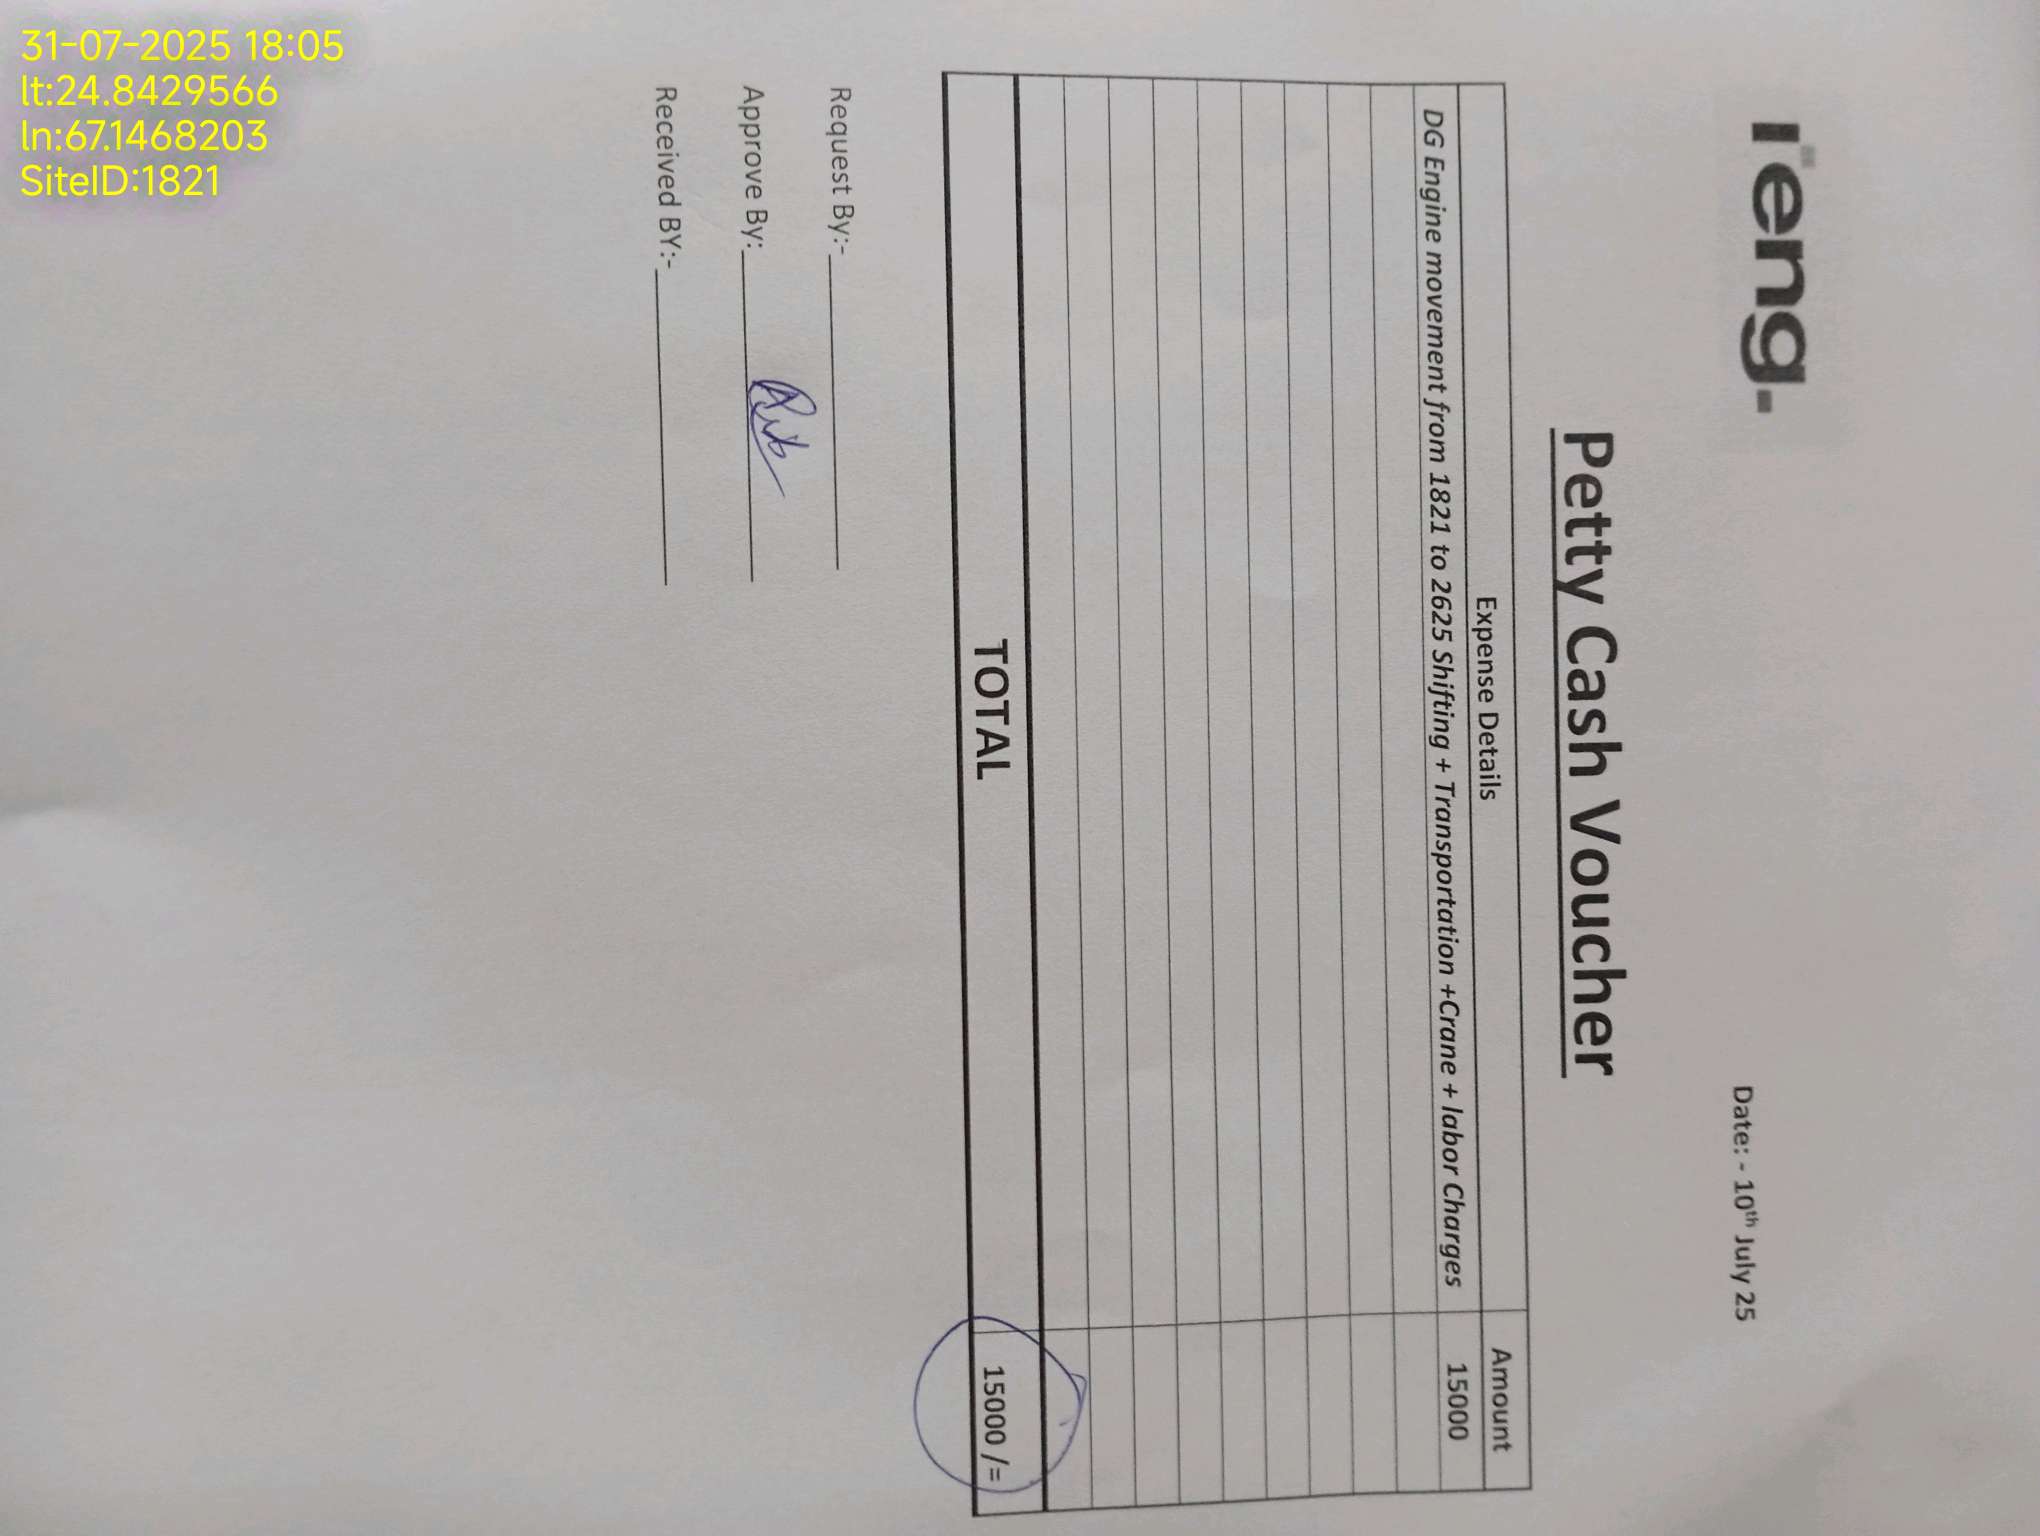 31-07-2025 18:05
lt:24.8429566
ln:67.1468203
SiteID:1821
i'eng.
Date: - 10th July 25
Petty Cash Voucher
Expense Details Amount
DG Engine movement from 1821 to 2625 Shifting + Transportation +Crane + labor Charges 15000
TOTAL 15000 /=
Request By:-
Approve By:
Received BY:-